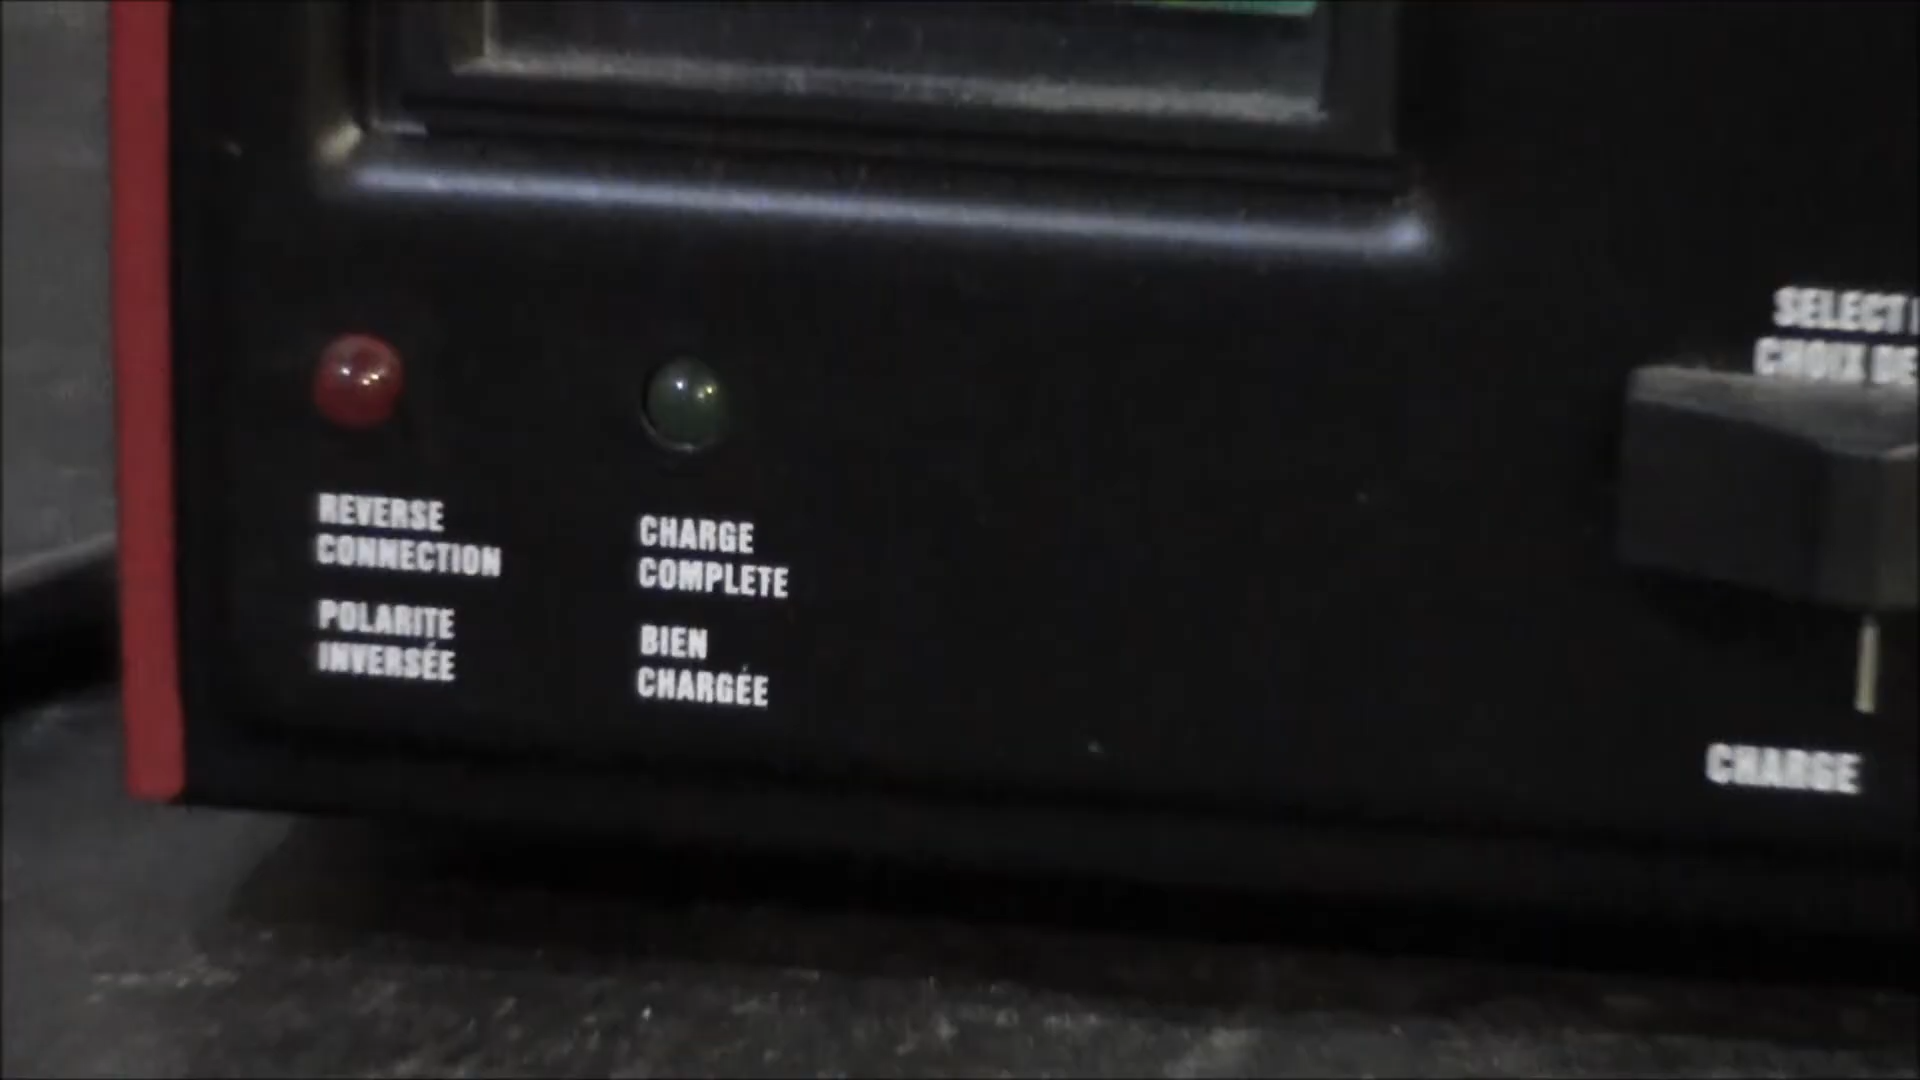 SELECT
CHOIX DE
REVERSE
CONNECTION
POLARITE
INVERSÉE
CHARGE
COMPLETE
BIEN
CHARGÉE
CHARGE